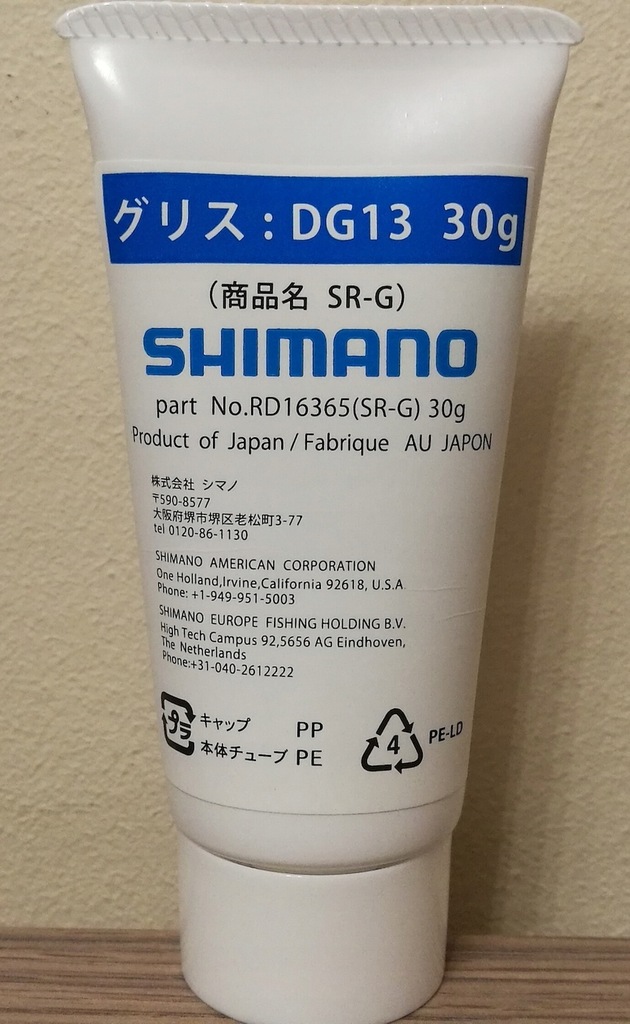 グリス : DG13 30g
(商品名 SR-G)
SHIMANO
part No.RD16365(SR-G) 30g
Product of Japan / Fabrique AU JAPON
株式会社 シマノ
〒590-8577
大阪府堺市堺区老松町3-77
tel 0120-86-1130
SHIMANO AMERICAN CORPORATION
One Holland,Irvine,California 92618, U.S.A
Phone: +1-949-951-5003
SHIMANO EUROPE FISHING HOLDING B.V.
High Tech Campus 92,5656 AG Eindhoven,
The Netherlands
Phone:+31-040-2612222
プラ
キャップ PP
本体チューブ PE
4
PE-LD